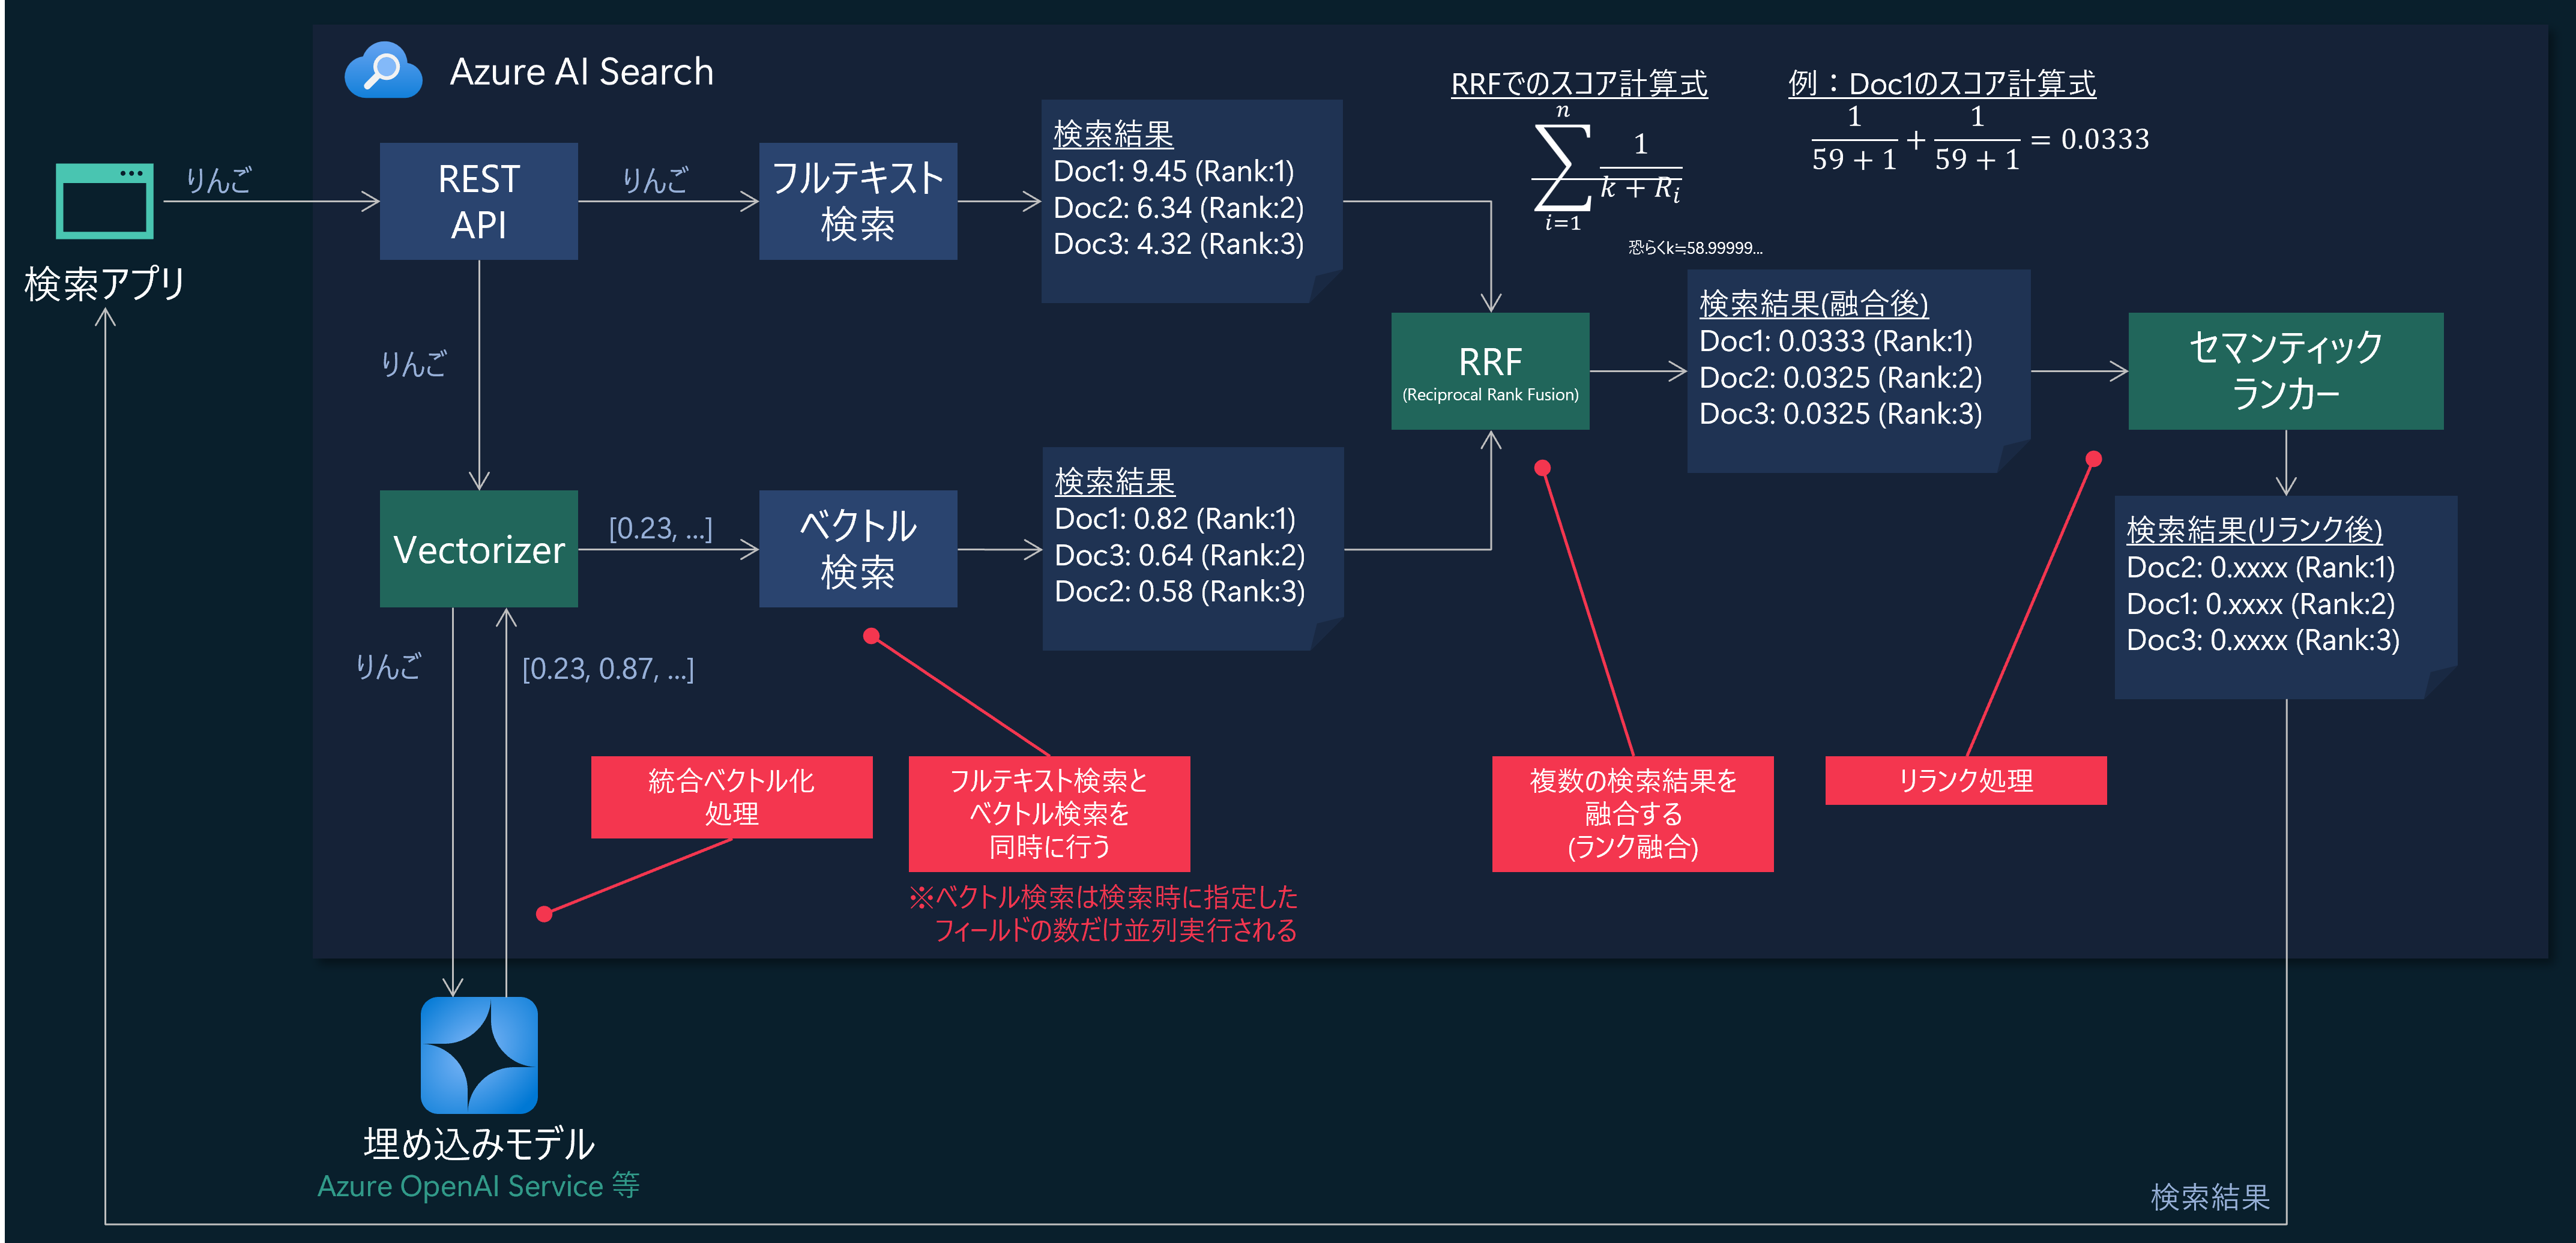 Azure AI Search
検索アプリ
りんご
REST
API
りんご
フルテキスト
検索
検索結果
Doc1: 9.45 (Rank:1)
Doc2: 6.34 (Rank:2)
Doc3: 4.32 (Rank:3)
RRFでのスコア計算式
n
∑ 1
k + Rᵢ
i=1
恐らくk≒58.99999...
例：Doc1のスコア計算式
1/(59 + 1) + 1/(59 + 1) = 0.0333
りんご
Vectorizer
[0.23, ...]
ベクトル
検索
検索結果
Doc1: 0.82 (Rank:1)
Doc3: 0.64 (Rank:2)
Doc2: 0.58 (Rank:3)
RRF
(Reciprocal Rank Fusion)
検索結果(融合後)
Doc1: 0.0333 (Rank:1)
Doc2: 0.0325 (Rank:2)
Doc3: 0.0325 (Rank:3)
セマンティック
ランカー
検索結果(リランク後)
Doc2: 0.xxxx (Rank:1)
Doc1: 0.xxxx (Rank:2)
Doc3: 0.xxxx (Rank:3)
りんご
[0.23, 0.87, ...]
統合ベクトル化
処理
フルテキスト検索と
ベクトル検索を
同時に行う
※ベクトル検索は検索時に指定した
フィールドの数だけ並列実行される
複数の検索結果を
融合する
(ランク融合)
リランク処理
埋め込みモデル
Azure OpenAI Service 等
検索結果